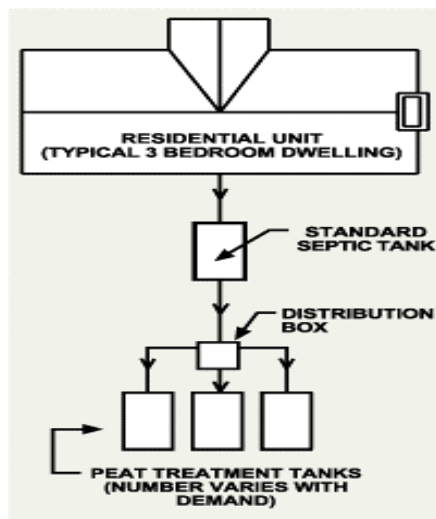 RESIDENTIAL UNIT
(TYPICAL 3 BEDROOM DWELLING)
STANDARD
SEPTIC TANK
DISTRIBUTION
BOX
PEAT TREATMENT TANKS
(NUMBER VARIES WITH
DEMAND)